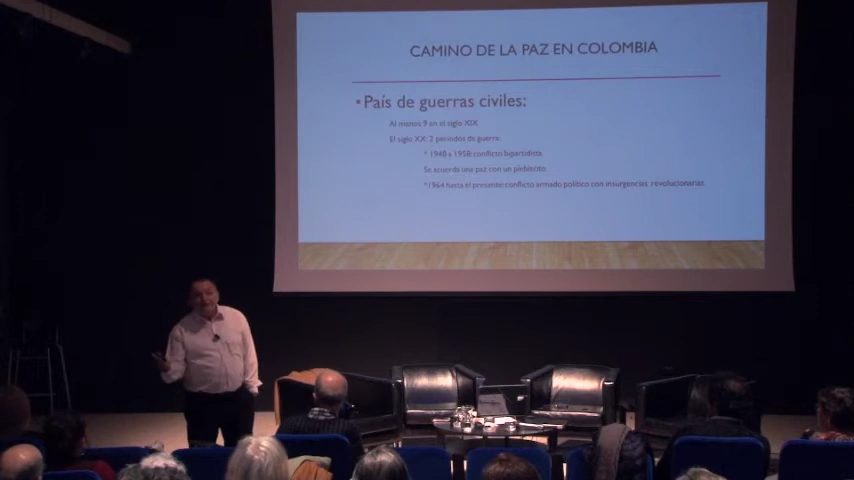 CAMINO DE LA PAZ EN COLOMBIA
▪País de guerras civiles:
Al menos 9 en el siglo XIX
El siglo XX: 2 periodos de guerra:
* 1948 a 1958: conflicto bipartidista
Se acuerda una paz con un plebiscito
*1964 hasta el presente: conflicto armado político con insurgencias revolucionarias